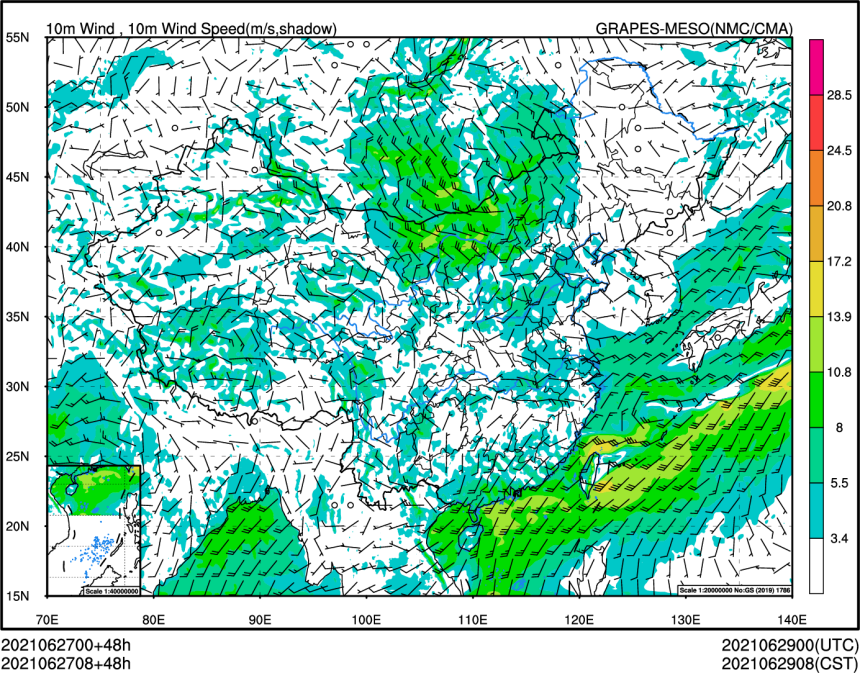 10m Wind , 10m Wind Speed(m/s,shadow) GRAPES-MESO(NMC/CMA)
55N
50N
45N
40N
35N
30N
25N
20N
15N
28.5
24.5
20.8
17.2
13.9
10.8
8
5.5
3.4
Scale 1:40000000
Scale 1:20000000 No:GS (2019) 1786
70E 80E 90E 100E 110E 120E 130E 140E
2021062700+48h 2021062900(UTC)
2021062708+48h 2021062908(CST)